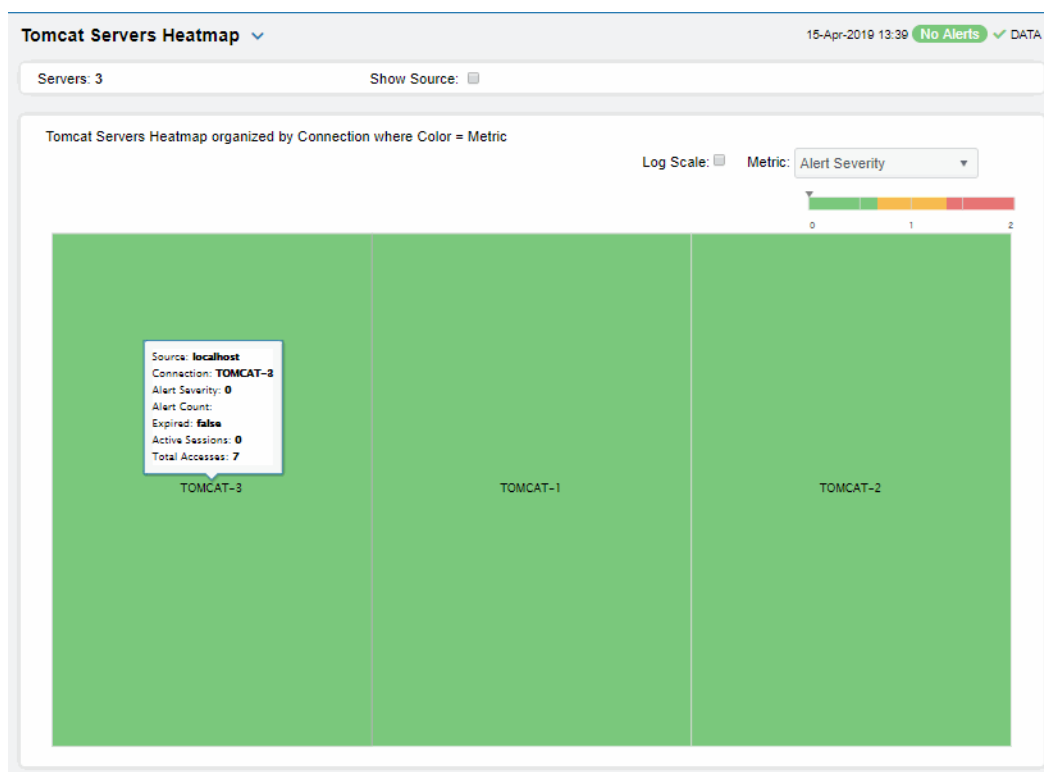 Tomcat Servers Heatmap
15-Apr-2019 13:39 No Alerts DATA
Servers: 3 Show Source:
Tomcat Servers Heatmap organized by Connection where Color = Metric
Log Scale: Metric: Alert Severity
0 1 2
Source: localhost
Connection: TOMCAT-3
Alert Severity: 0
Alert Count:
Expired: false
Active Sessions: 0
Total Accesses: 7
TOMCAT-3 TOMCAT-1 TOMCAT-2